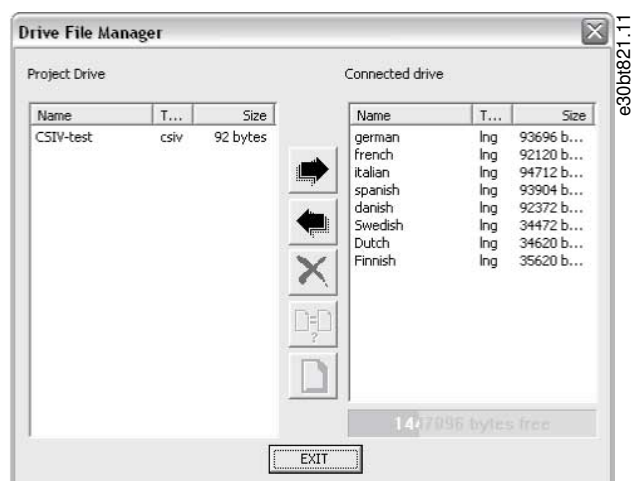 Drive File Manager
e30bt821.11
Project Drive
Connected drive
Name T... Size
CSIV-test csiv 92 bytes
Name T... Size
german lng 93696 b...
french lng 92120 b...
italian lng 94712 b...
spanish lng 93904 b...
danish lng 92372 b...
Swedish lng 34472 b...
Dutch lng 34620 b...
Finnish lng 35620 b...
?
bytes free
EXIT